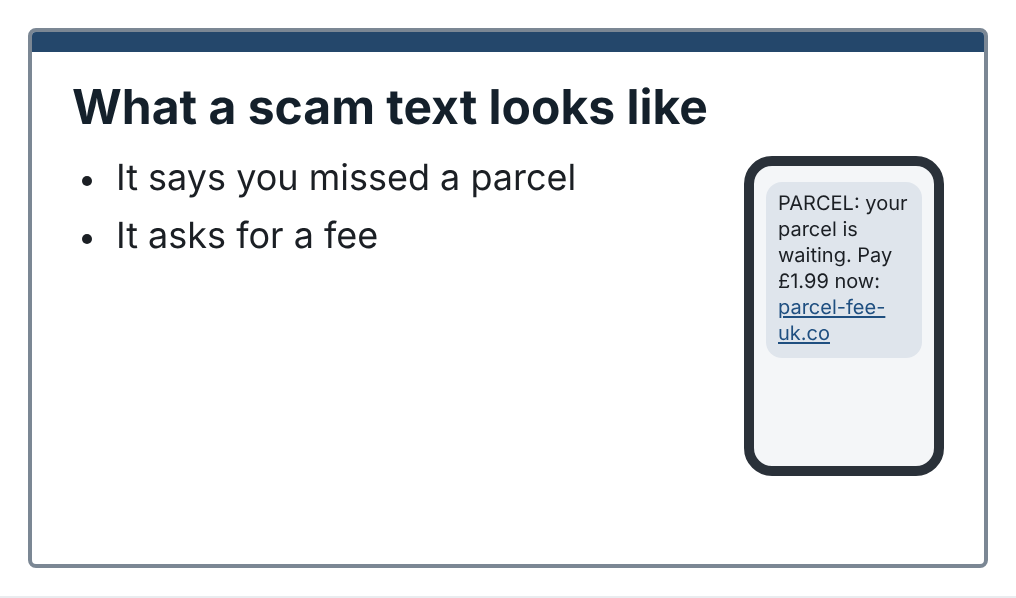 What a scam text looks like
• It says you missed a parcel
• It asks for a fee
PARCEL: your
parcel is
waiting. Pay
£1.99 now:
parcel-fee-
uk.co